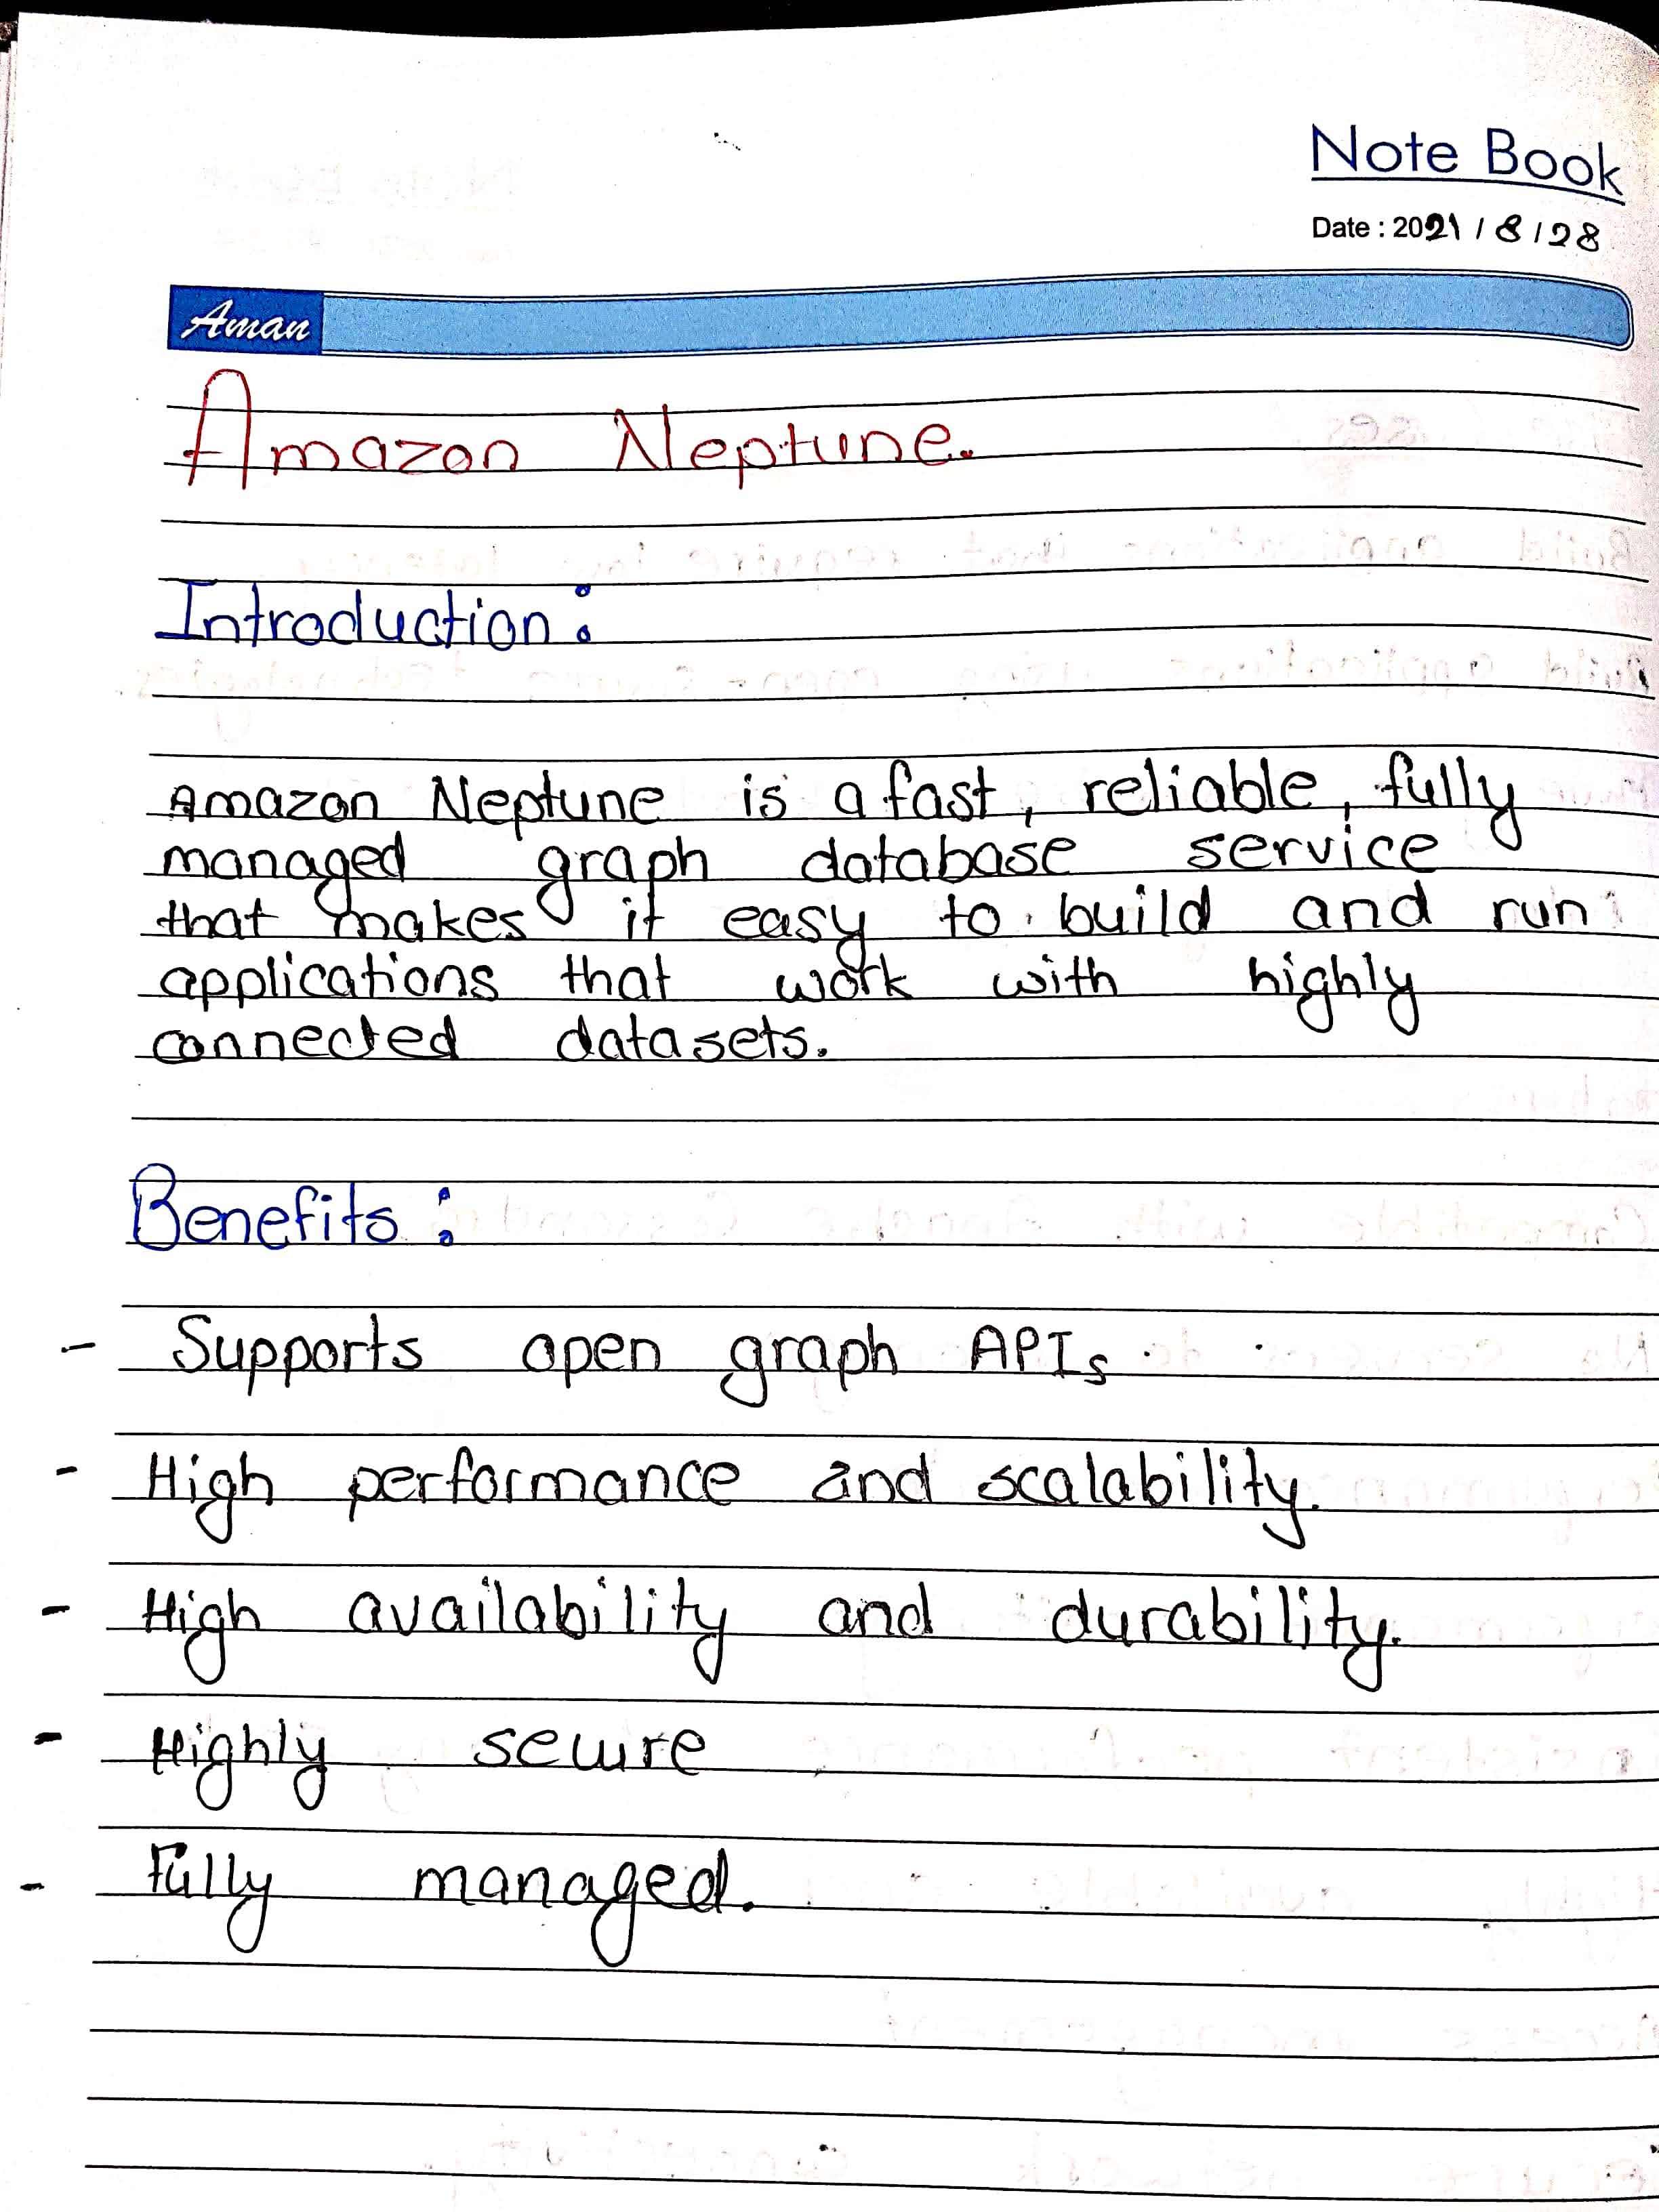 Note Book
Date : 2021 / 8 / 28
Aman
Amazon Neptune.
Introduction :
Amazon Neptune is a fast, reliable, fully
managed graph database service
that makes it easy to build and run
applications that work with highly
connected datasets.
Benefits :
- Supports open graph APIs
- High performance and scalability.
- High availability and durability.
- Highly secure
- Fully managed.